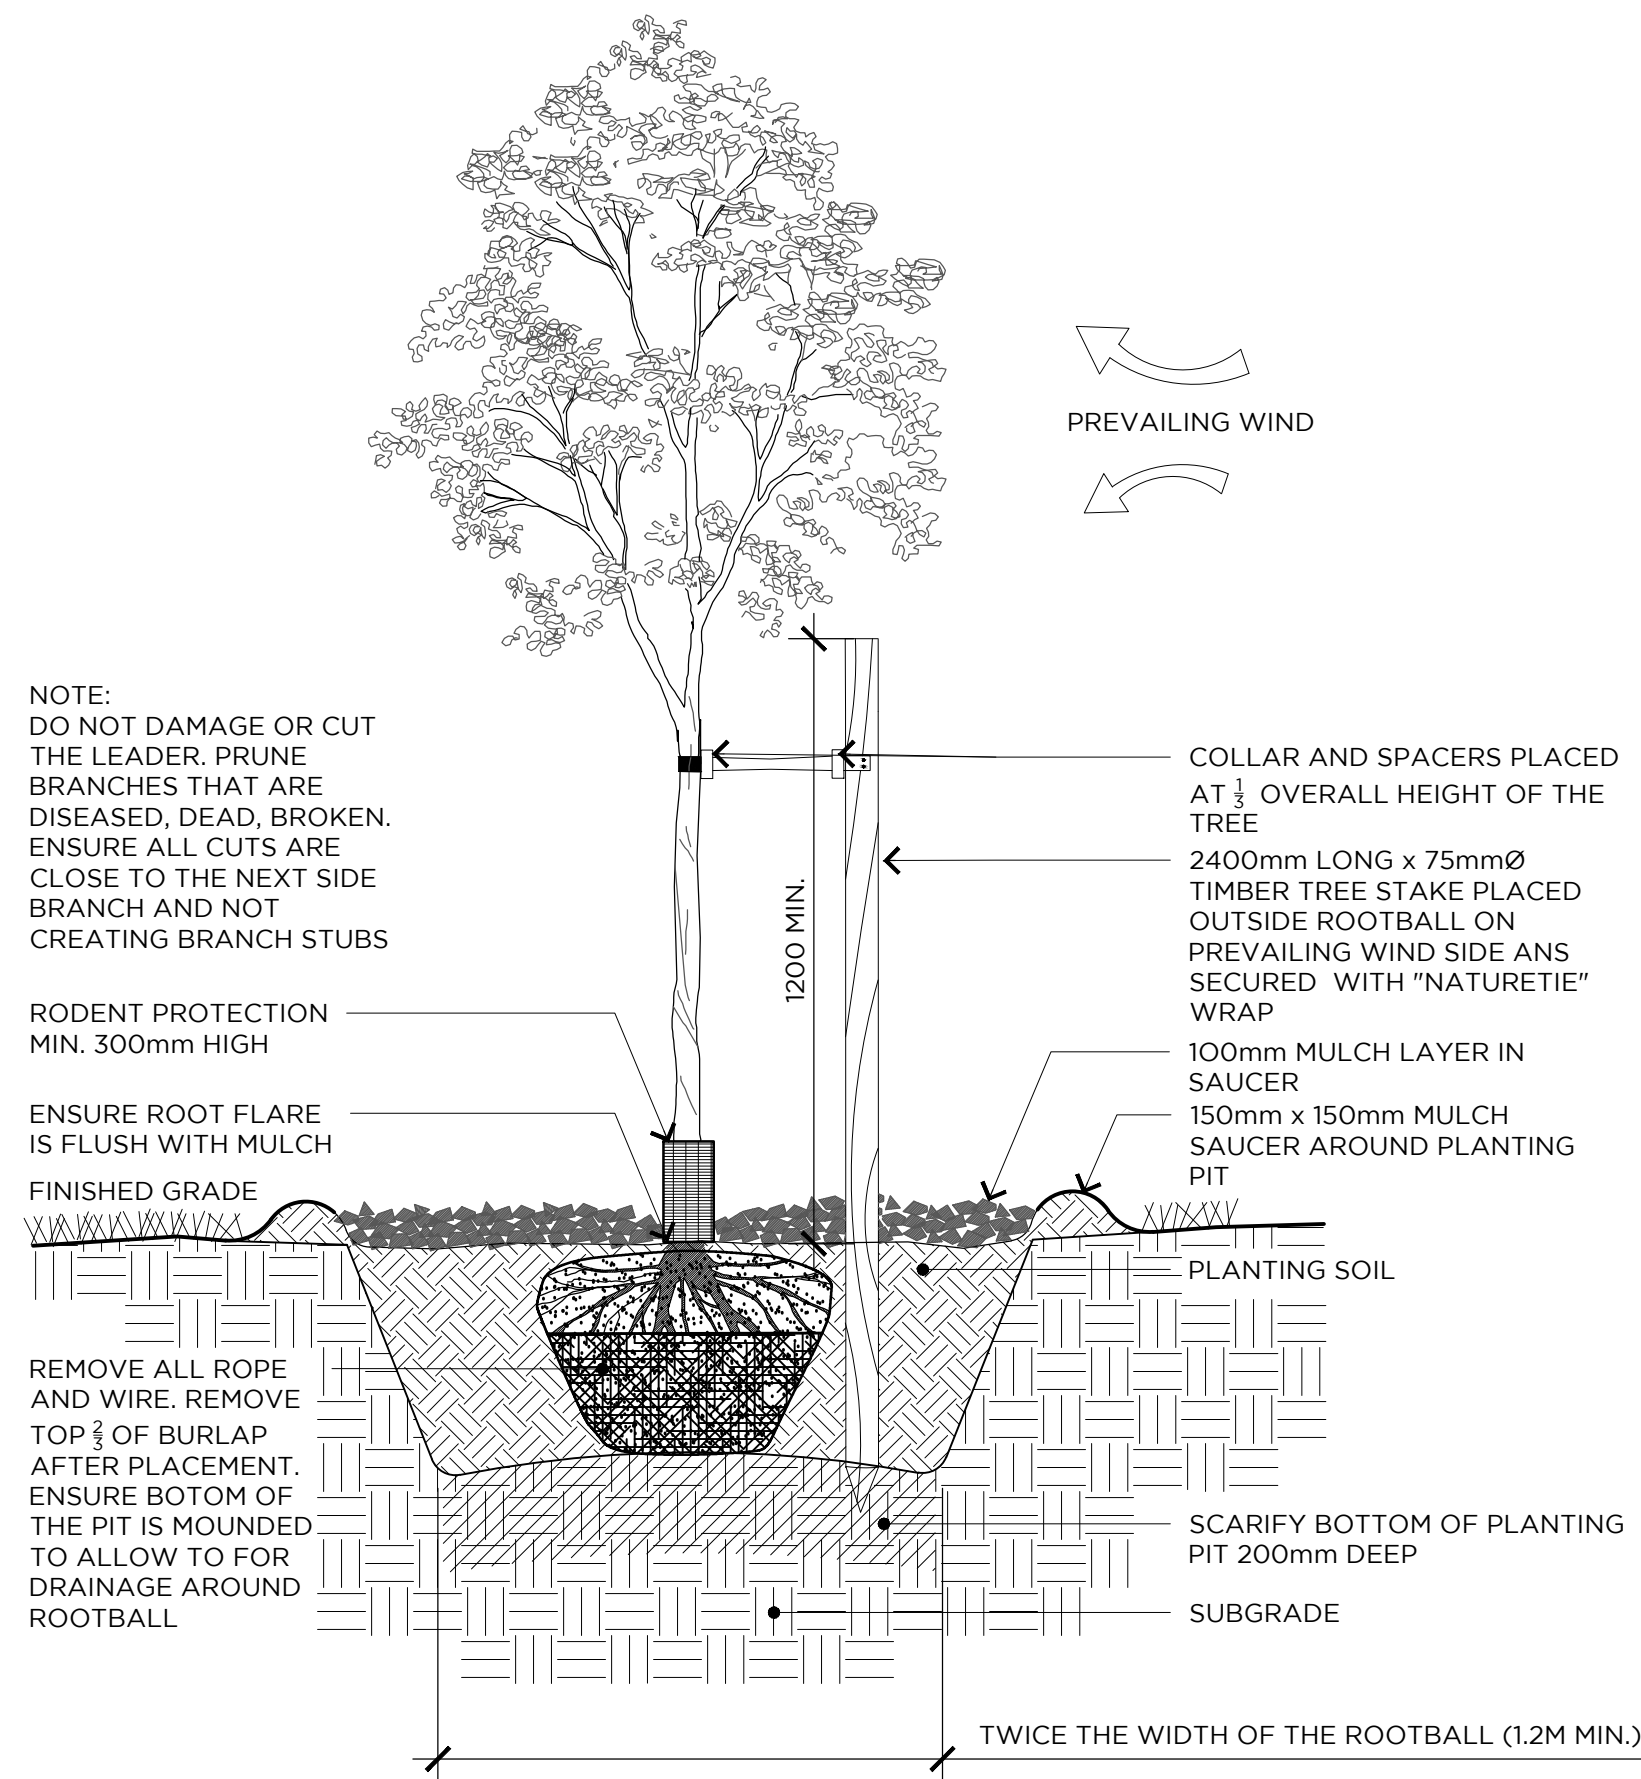 PREVAILING WIND
NOTE:
DO NOT DAMAGE OR CUT
THE LEADER. PRUNE
BRANCHES THAT ARE
DISEASED, DEAD, BROKEN.
ENSURE ALL CUTS ARE
CLOSE TO THE NEXT SIDE
BRANCH AND NOT
CREATING BRANCH STUBS
RODENT PROTECTION
MIN. 300mm HIGH
ENSURE ROOT FLARE
IS FLUSH WITH MULCH
FINISHED GRADE
REMOVE ALL ROPE
AND WIRE. REMOVE
TOP 2/3 OF BURLAP
AFTER PLACEMENT.
ENSURE BOTOM OF
THE PIT IS MOUNDED
TO ALLOW TO FOR
DRAINAGE AROUND
ROOTBALL
1200 MIN.
COLLAR AND SPACERS PLACED
AT 1/3 OVERALL HEIGHT OF THE
TREE
2400mm LONG x 75mmØ
TIMBER TREE STAKE PLACED
OUTSIDE ROOTBALL ON
PREVAILING WIND SIDE ANS
SECURED WITH "NATURETIE"
WRAP
100mm MULCH LAYER IN
SAUCER
150mm x 150mm MULCH
SAUCER AROUND PLANTING
PIT
PLANTING SOIL
SCARIFY BOTTOM OF PLANTING
PIT 200mm DEEP
SUBGRADE
TWICE THE WIDTH OF THE ROOTBALL (1.2M MIN.)